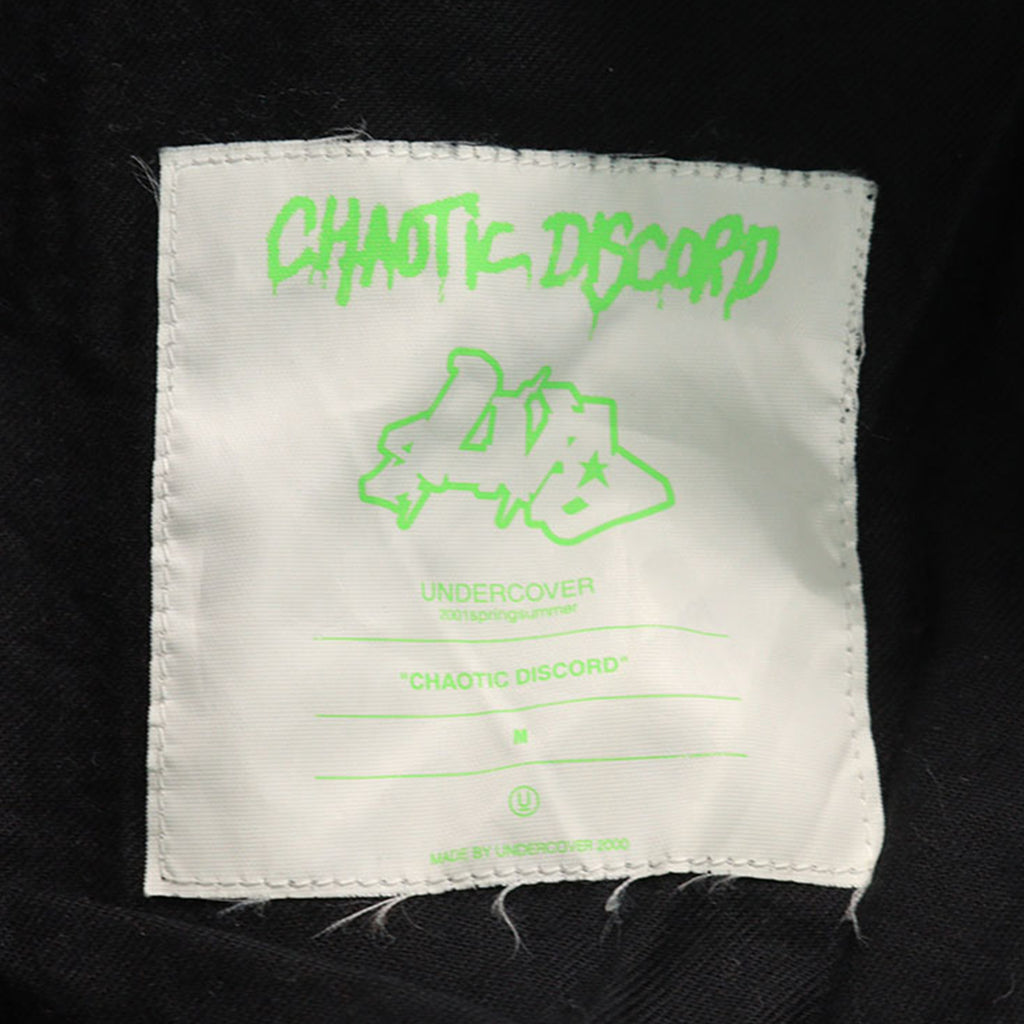 CHAOTIC DISCORD
UNDERCOVER
2001springsummer
"CHAOTIC DISCORD"
M
U
MADE BY UNDERCOVER 2000